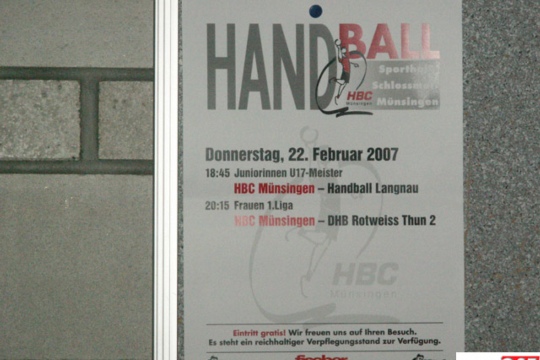 HANDBALL
Sporthalle
Schlossmatt
Münsingen
HBC
Münsingen
Donnerstag, 22. Februar 2007
18:45 Juniorinnen U17-Meister
HBC Münsingen – Handball Langnau
20:15 Frauen 1.Liga
HBC Münsingen – DHB Rotweiss Thun 2
HBC
Münsingen
Eintritt gratis! Wir freuen uns auf Ihren Besuch.
Es steht ein reichhaltiger Verpflegungsstand zur Verfügung.